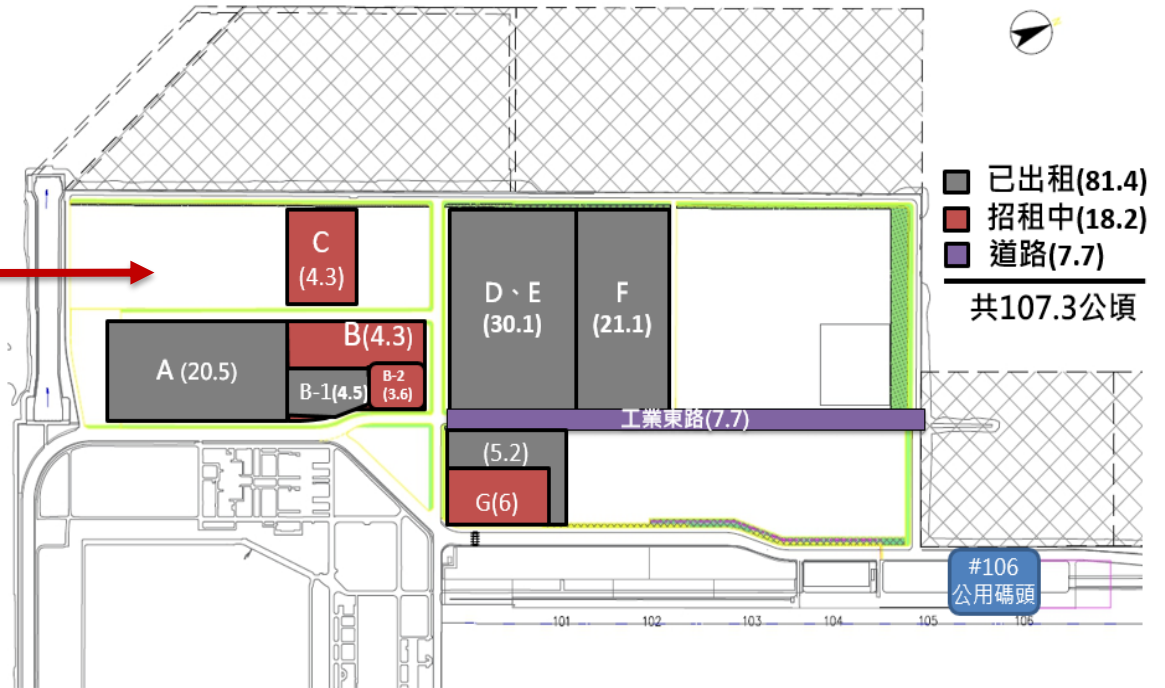 已出租(81.4)
招租中(18.2)
道路(7.7)
共107.3公頃
C
(4.3)
D、E
(30.1)
F
(21.1)
A (20.5)
B(4.3)
B-1(4.5)
B-2
(3.6)
工業東路(7.7)
(5.2)
G(6)
#106
公用碼頭
101
102
103
104
105
106